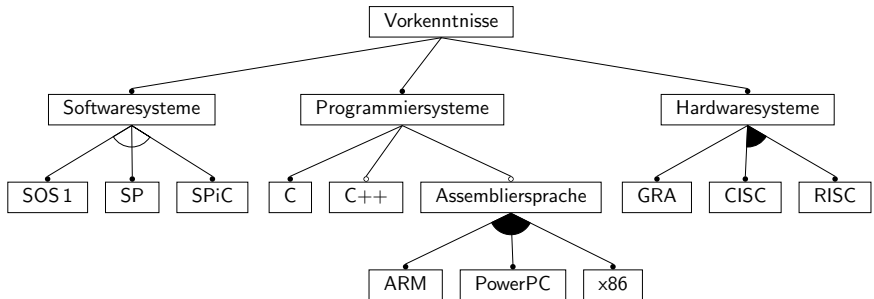 Vorkenntnisse
Softwaresysteme Programmiersysteme Hardwaresysteme
SOS 1 SP SPiC C C++ Assembliersprache GRA CISC RISC
ARM PowerPC x86